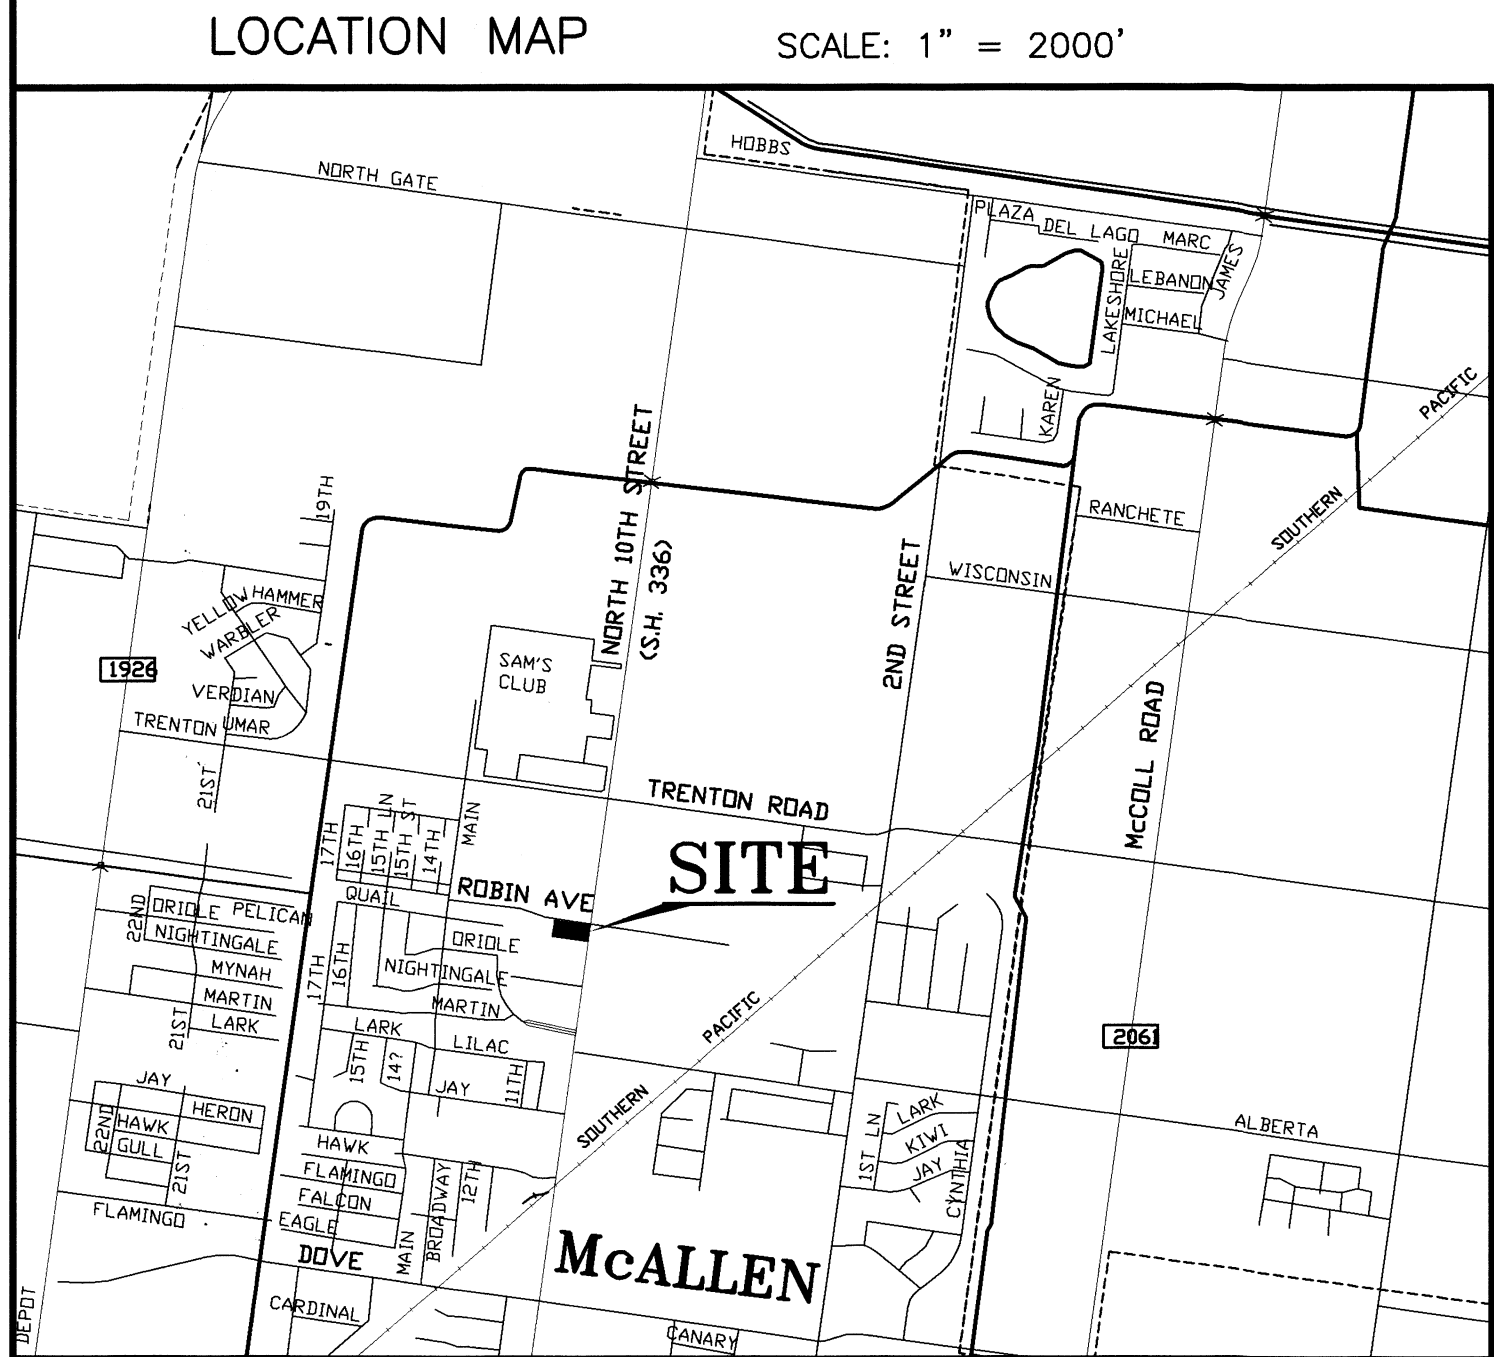 LOCATION MAP
SCALE: 1" = 2000'
HOBBS
NORTH GATE
PLAZA
DEL LAGO
MARC
JAMES
LAKESHORE
LEBANON
MICHAEL
KAREN
PACIFIC
SOUTHERN
NORTH 10TH STREET
(S.H. 336)
19TH
RANCHETE
2ND STREET
WISCONSIN
YELLOW HAMMER
WARBLER
1926
SAM'S
CLUB
VERDIAN
TRENTON
UMAR
21ST
McCOLL ROAD
TRENTON ROAD
17TH
16TH
15TH LN
15TH ST
14TH
MAIN
SITE
QUAIL
ROBIN AVE
22ND
ORIOLE
PELICAN
NIGHTINGALE
MYNAH
MARTIN
LARK
21ST
17TH
16TH
ORIOLE
NIGHTINGALE
MARTIN
LARK
LILAC
15TH
14?
JAY
11TH
PACIFIC
SOUTHERN
2061
JAY
HERON
22ND
HAWK
GULL
21ST
FLAMINGO
HAWK
FLAMINGO
FALCON
EAGLE
DOVE
MAIN
BROADWAY
12TH
1ST LN
LARK
KIWI
JAY
CYNTHIA
ALBERTA
McALLEN
DEPOT
CARDINAL
CANARY